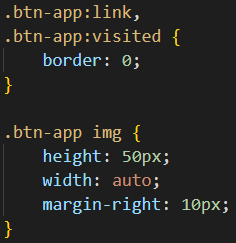 .btn-app:link,
.btn-app:visited {
    border: 0;
}

.btn-app img {
    height: 50px;
    width: auto;
    margin-right: 10px;
}